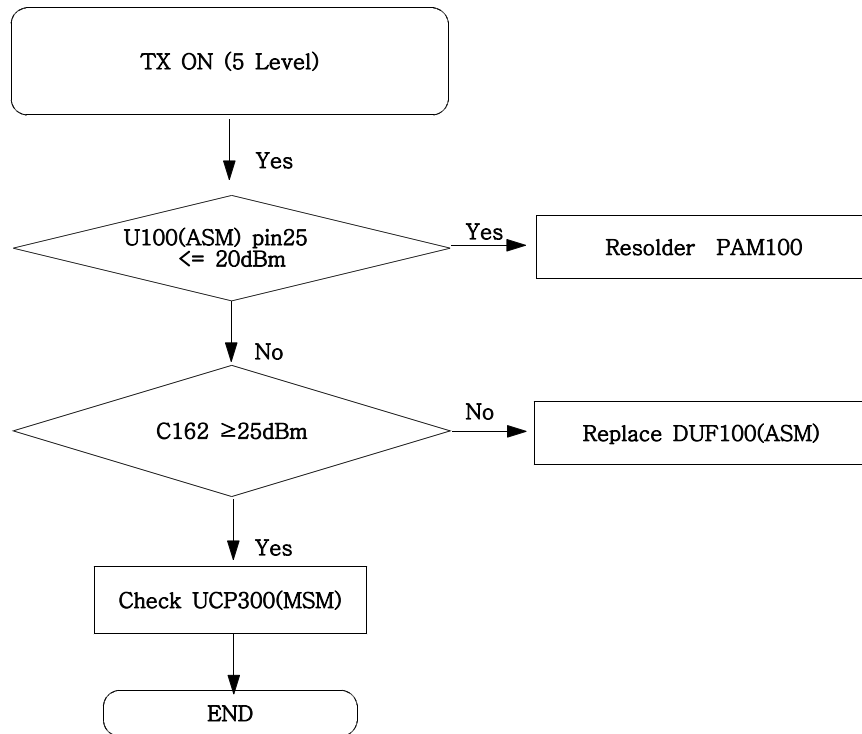 TX ON (5 Level)
Yes
U100(ASM) pin25
<= 20dBm
Yes
Resolder PAM100
No
C162 ≥25dBm
No
Replace DUF100(ASM)
Yes
Check UCP300(MSM)
END